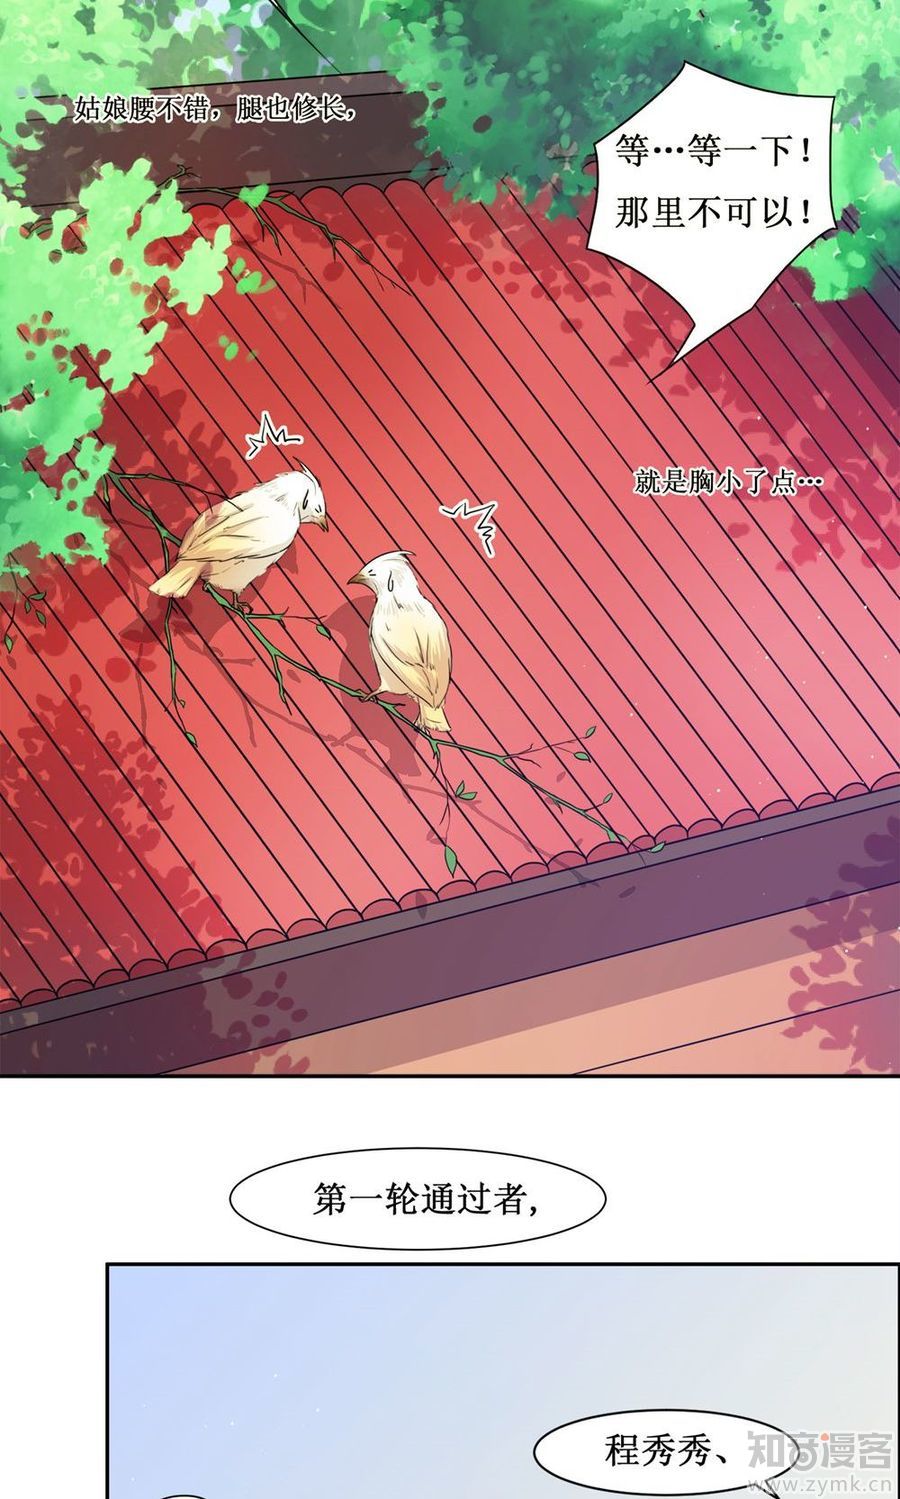 姑娘腰不错，腿也修长，
等…等一下！
那里不可以！
就是胸小了点…
第一轮通过者，
程秀秀、
知音漫客
www.zymk.cn